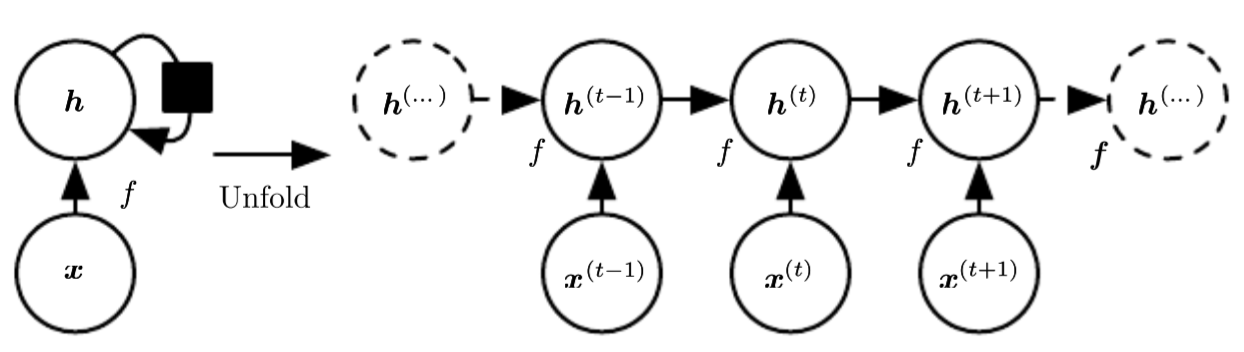 h
f
x
Unfold
h^(...) h^(t−1) h^(t) h^(t+1) h^(...)
f f f f
x^(t−1) x^(t) x^(t+1)